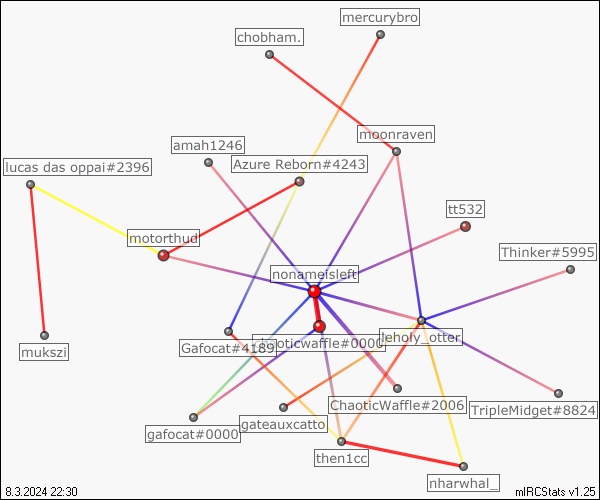 mercurybro
chobham.
moonraven
amah1246
lucas das oppai#2396
Azure Reborn#4243
tt532
motorthud
Thinker#5995
nonameisleft
Gafocat#4189
chaoticwaffle#0000
leholy_otter
mukszi
ChaoticWaffle#2006
TripleMidget#8824
gateauxcatto
gafocat#0000
then1cc
nharwhal_
8.3.2024 22:30
mIRCStats v1.25